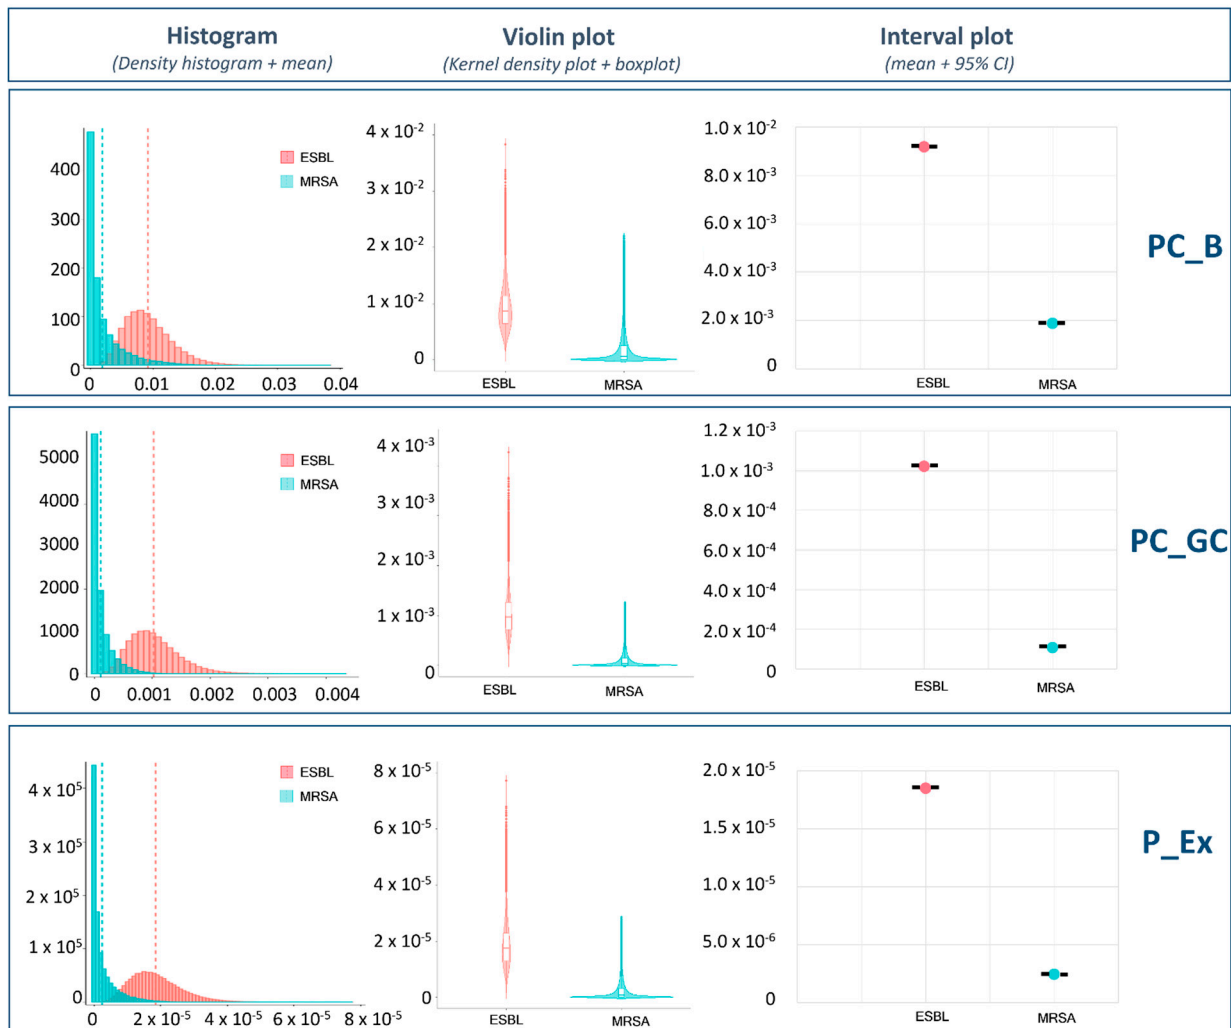 Histogram
(Density histogram + mean)
Violin plot
(Kernel density plot + boxplot)
Interval plot
(mean + 95% CI)
400
300
200
100
0
0 0.01 0.02 0.03 0.04
ESBL
MRSA
4 x 10⁻²
3 x 10⁻²
2 x 10⁻²
1 x 10⁻²
0
ESBL MRSA
1.0 x 10⁻²
8.0 x 10⁻³
6.0 x 10⁻³
4.0 x 10⁻³
2.0 x 10⁻³
0
ESBL MRSA
PC_B
5000
4000
3000
2000
1000
0
0 0.001 0.002 0.003 0.004
ESBL
MRSA
4 x 10⁻³
3 x 10⁻³
2 x 10⁻³
1 x 10⁻³
0
ESBL MRSA
1.2 x 10⁻³
1.0 x 10⁻³
8.0 x 10⁻⁴
6.0 x 10⁻⁴
4.0 x 10⁻⁴
2.0 x 10⁻⁴
0
ESBL MRSA
PC_GC
4 x 10⁵
3 x 10⁵
2 x 10⁵
1 x 10⁵
0
0 2 x 10⁻⁵ 4 x 10⁻⁵ 6 x 10⁻⁵ 8 x 10⁻⁵
ESBL
MRSA
8 x 10⁻⁵
6 x 10⁻⁵
4 x 10⁻⁵
2 x 10⁻⁵
0
ESBL MRSA
2.0 x 10⁻⁵
1.5 x 10⁻⁵
1.0 x 10⁻⁵
5.0 x 10⁻⁶
0
ESBL MRSA
P_Ex